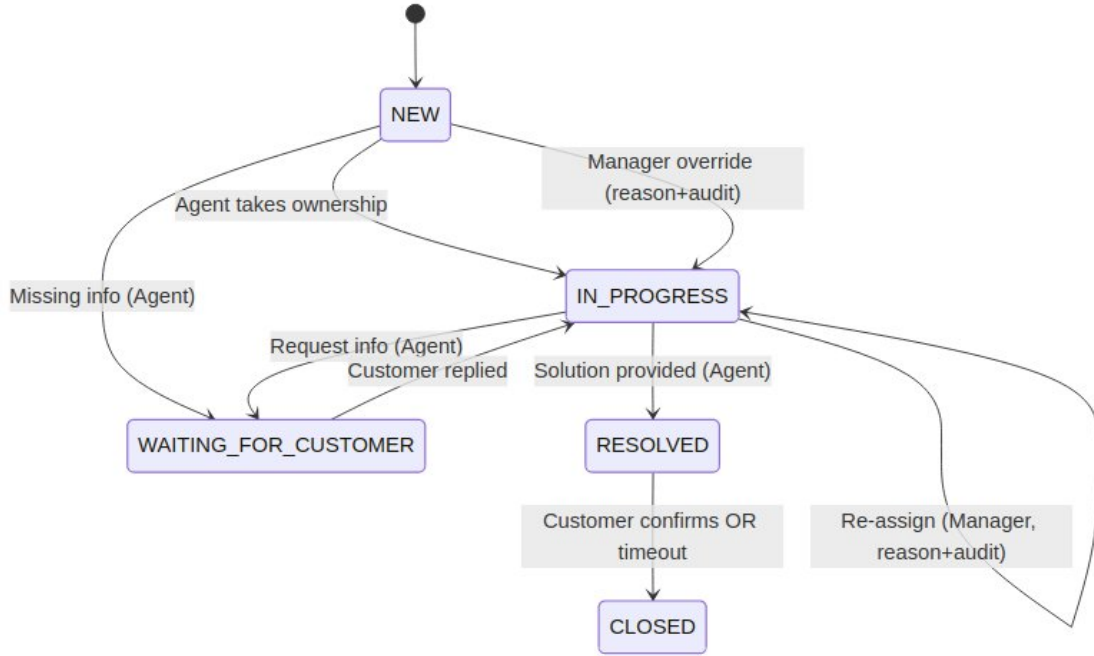 NEW
Manager override
(reason+audit)
Agent takes ownership
Missing info (Agent)
IN_PROGRESS
Request info (Agent)
Customer replied
Solution provided (Agent)
WAITING_FOR_CUSTOMER
RESOLVED
Customer confirms OR
timeout
Re-assign (Manager,
reason+audit)
CLOSED